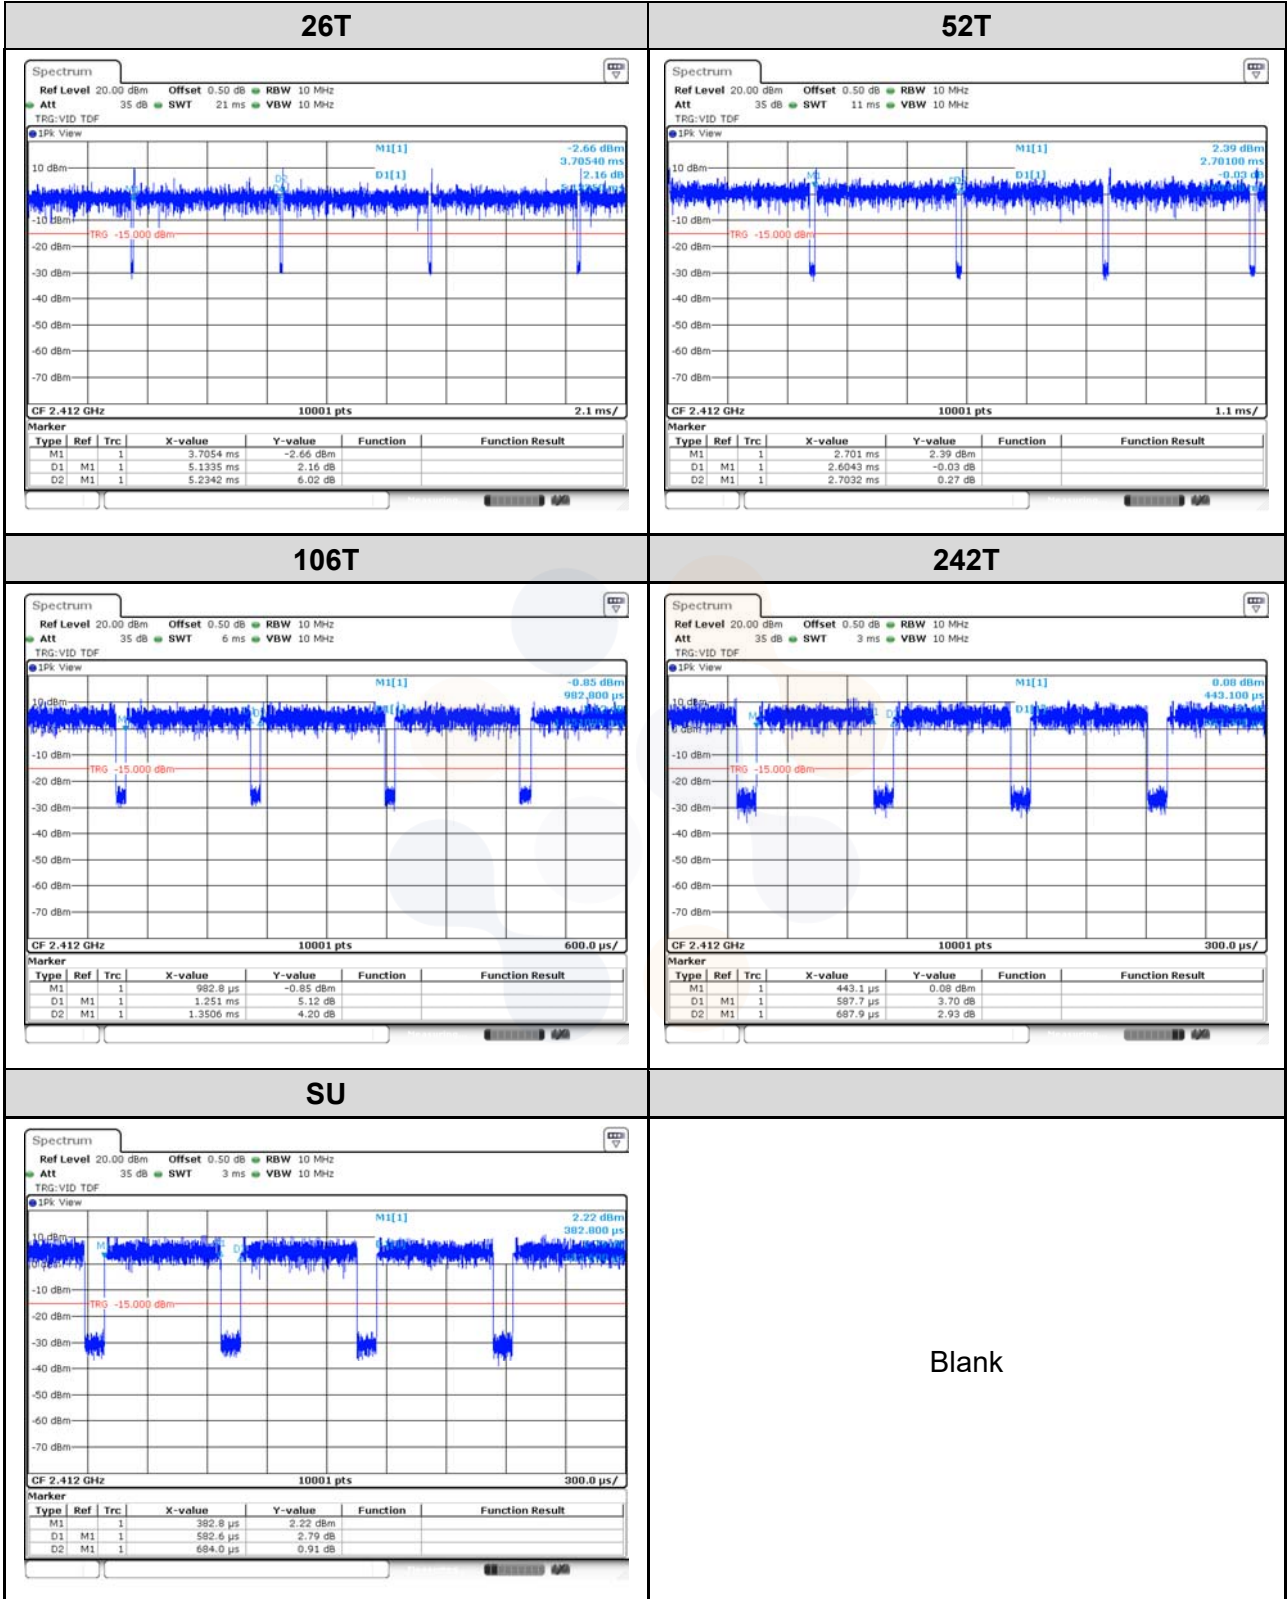 26T
52T
Spectrum
Ref Level 20.00 dBm Offset 0.50 dB RBW 10 MHz
Att 35 dB SWT 21 ms VBW 10 MHz
TRG:VID TDF
1Pk View
M1[1] -2.66 dBm
3.70540 ms
D1[1] 2.16 dB
10 dBm
-10 dBm
TRG -15.000 dBm
-20 dBm
-30 dBm
-40 dBm
-50 dBm
-60 dBm
-70 dBm
CF 2.412 GHz 10001 pts 2.1 ms/
Marker
Type Ref Trc X-value Y-value Function Function Result
M1 1 3.7054 ms -2.66 dBm
D1 M1 1 5.1335 ms 2.16 dB
D2 M1 1 5.2342 ms 6.02 dB
Spectrum
Ref Level 20.00 dBm Offset 0.50 dB RBW 10 MHz
Att 35 dB SWT 11 ms VBW 10 MHz
TRG:VID TDF
1Pk View
M1[1] 2.39 dBm
2.70100 ms
D1[1] -0.03 dB
10 dBm
-10 dBm
TRG -15.000 dBm
-20 dBm
-30 dBm
-40 dBm
-50 dBm
-60 dBm
-70 dBm
CF 2.412 GHz 10001 pts 1.1 ms/
Marker
Type Ref Trc X-value Y-value Function Function Result
M1 1 2.701 ms 2.39 dBm
D1 M1 1 2.6043 ms -0.03 dB
D2 M1 1 2.7032 ms 0.27 dB
106T
242T
Spectrum
Ref Level 20.00 dBm Offset 0.50 dB RBW 10 MHz
Att 35 dB SWT 6 ms VBW 10 MHz
TRG:VID TDF
1Pk View
M1[1] -0.85 dBm
982.800 µs
10 dBm
-10 dBm
TRG -15.000 dBm
-20 dBm
-30 dBm
-40 dBm
-50 dBm
-60 dBm
-70 dBm
CF 2.412 GHz 10001 pts 600.0 µs/
Marker
Type Ref Trc X-value Y-value Function Function Result
M1 1 982.8 µs -0.85 dBm
D1 M1 1 1.251 ms 5.12 dB
D2 M1 1 1.3506 ms 4.20 dB
Spectrum
Ref Level 20.00 dBm Offset 0.50 dB RBW 10 MHz
Att 35 dB SWT 3 ms VBW 10 MHz
TRG:VID TDF
1Pk View
M1[1] 0.08 dBm
443.100 µs
10 dBm
0 dBm
-10 dBm
TRG -15.000 dBm
-20 dBm
-30 dBm
-40 dBm
-50 dBm
-60 dBm
-70 dBm
CF 2.412 GHz 10001 pts 300.0 µs/
Marker
Type Ref Trc X-value Y-value Function Function Result
M1 1 443.1 µs 0.08 dBm
D1 M1 1 587.7 µs 3.70 dB
D2 M1 1 687.9 µs 2.93 dB
SU
Spectrum
Ref Level 20.00 dBm Offset 0.50 dB RBW 10 MHz
Att 35 dB SWT 3 ms VBW 10 MHz
TRG:VID TDF
1Pk View
M1[1] 2.22 dBm
382.800 µs
10 dBm
0 dBm
-10 dBm
TRG -15.000 dBm
-20 dBm
-30 dBm
-40 dBm
-50 dBm
-60 dBm
-70 dBm
CF 2.412 GHz 10001 pts 300.0 µs/
Marker
Type Ref Trc X-value Y-value Function Function Result
M1 1 382.8 µs 2.22 dBm
D1 M1 1 582.6 µs 2.79 dB
D2 M1 1 684.0 µs 0.91 dB
Blank